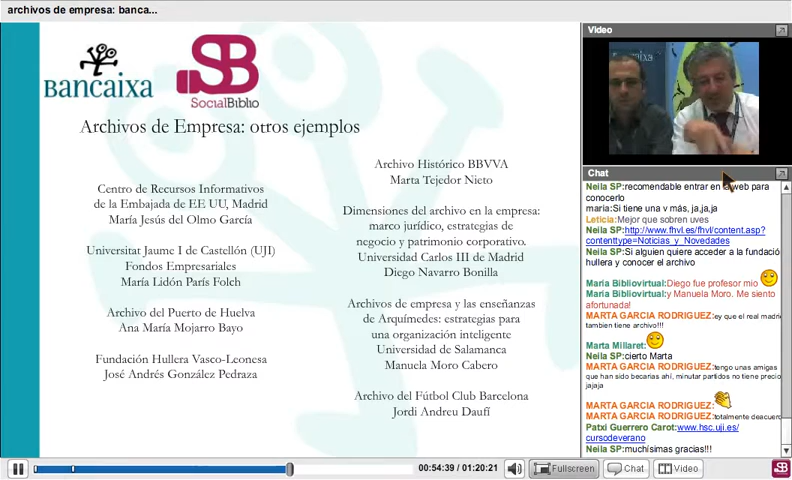 archivos de empresa: banca...
Bancaixa
SB
SocialBiblio
Archivos de Empresa: otros ejemplos
Centro de Recursos Informativos
de la Embajada de EE UU, Madrid
María Jesús del Olmo García
Universitat Jaume I de Castellón (UJI)
Fondos Empresariales
María Lidón París Folch
Archivo del Puerto de Huelva
Ana María Mojarro Bayo
Fundación Hullera Vasco-Leonesa
José Andrés González Pedraza
Archivo Histórico BBVVA
Marta Tejedor Nieto
Dimensiones del archivo en la empresa:
marco jurídico, estrategias de
negocio y patrimonio corporativo.
Universidad Carlos III de Madrid
Diego Navarro Bonilla
Archivos de empresa y las enseñanzas
de Arquímedes: estrategias para
una organización inteligente
Universidad de Salamanca
Manuela Moro Cabero
Archivo del Fútbol Club Barcelona
Jordi Andreu Daufí
Video
Chat
Neila SP:recomendable entrar en la web para
conocerlo
maria:Si tiene una v más, ja,ja,ja
Leticia:Mejor que sobren uves
Neila SP:http://www.fhvl.es/fhvl/content.asp?
contenttype=Noticias_y_Novedades
Neila SP:Si alguien quiere acceder a la fundació
hullera y conocer el archivo
Maria Bibliovirtual:Diego fue profesor mio
Maria Bibliovirtual:y Manuela Moro. Me siento
afortunada!
MARTA GARCIA RODRIGUEZ:ey que el real madri
tambien tiene archivo!!!
Marta Millaret:
Neila SP:cierto Marta
MARTA GARCIA RODRIGUEZ:tengo unas amigas
que han sido becarias ahí, minutar partidos no tiene precio
jajaja
MARTA GARCIA RODRIGUEZ:
MARTA GARCIA RODRIGUEZ:totalmente deacuerd
Patxi Guerrero Carot:www.hsc.uji.es/
cursodeverano
Neila SP:muchísimas gracias!!!
00:54:39 / 01:20:21
Fullscreen
Chat
Video
SB